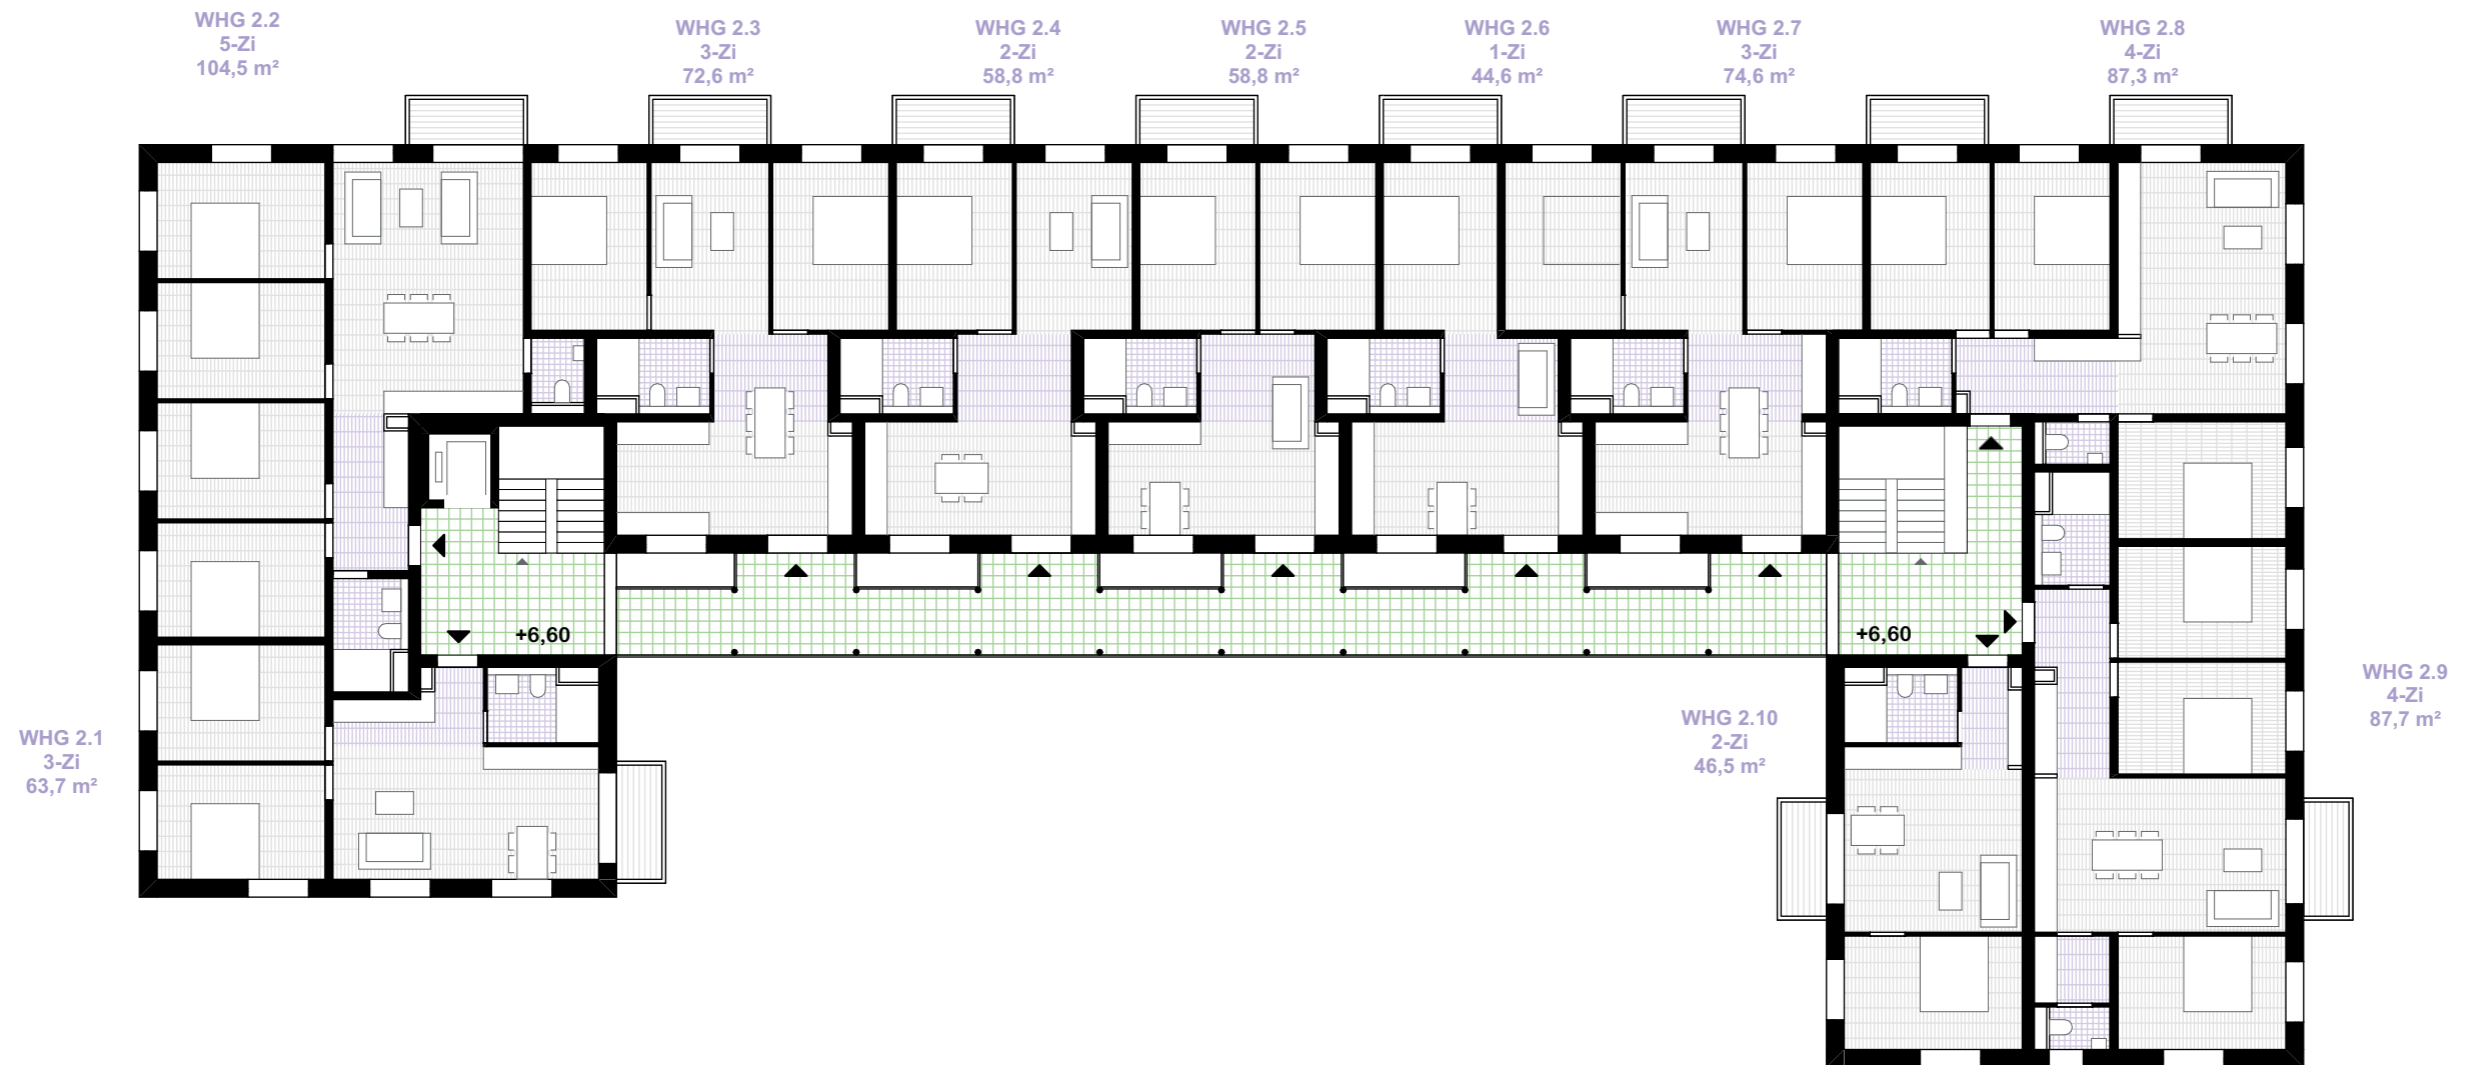 WHG 2.2
5-Zi
104,5 m²
WHG 2.3
3-Zi
72,6 m²
WHG 2.4
2-Zi
58,8 m²
WHG 2.5
2-Zi
58,8 m²
WHG 2.6
1-Zi
44,6 m²
WHG 2.7
3-Zi
74,6 m²
WHG 2.8
4-Zi
87,3 m²
+6,60
+6,60
WHG 2.1
3-Zi
63,7 m²
WHG 2.10
2-Zi
46,5 m²
WHG 2.9
4-Zi
87,7 m²